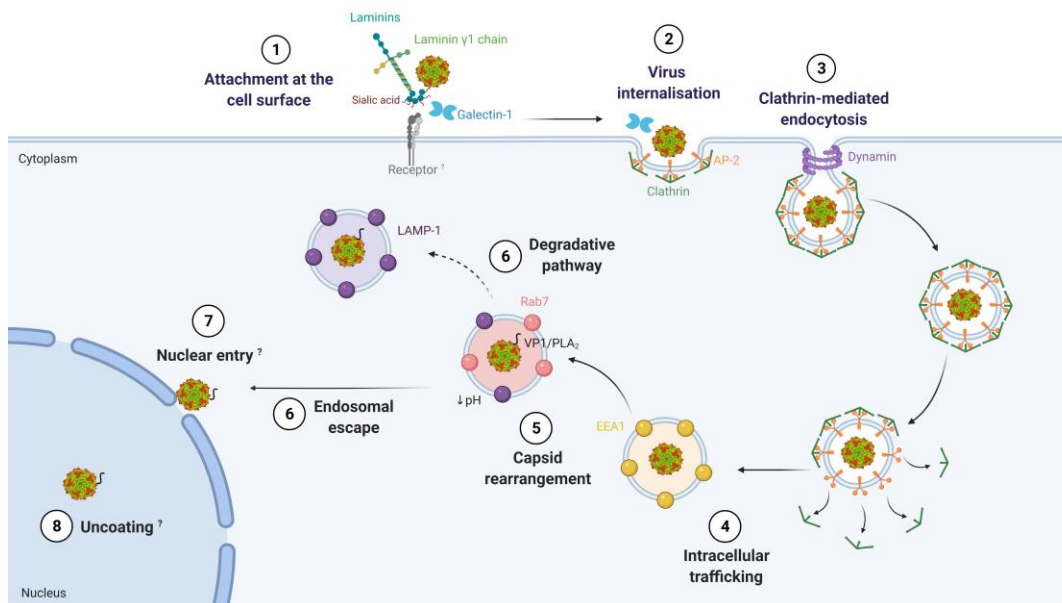 Laminins
Laminin γ1 chain
1
Attachment at the
cell surface
Sialic acid
Galectin-1
Receptor ?
2
Virus
internalisation
AP-2
Clathrin
3
Clathrin-mediated
endocytosis
Dynamin
Cytoplasm
LAMP-1
6
Degradative
pathway
Rab7
VP1/PLA₂
↓pH
7
Nuclear entry ?
6
Endosomal
escape
5
Capsid
rearrangement
EEA1
4
Intracellular
trafficking
8
Uncoating ?
Nucleus